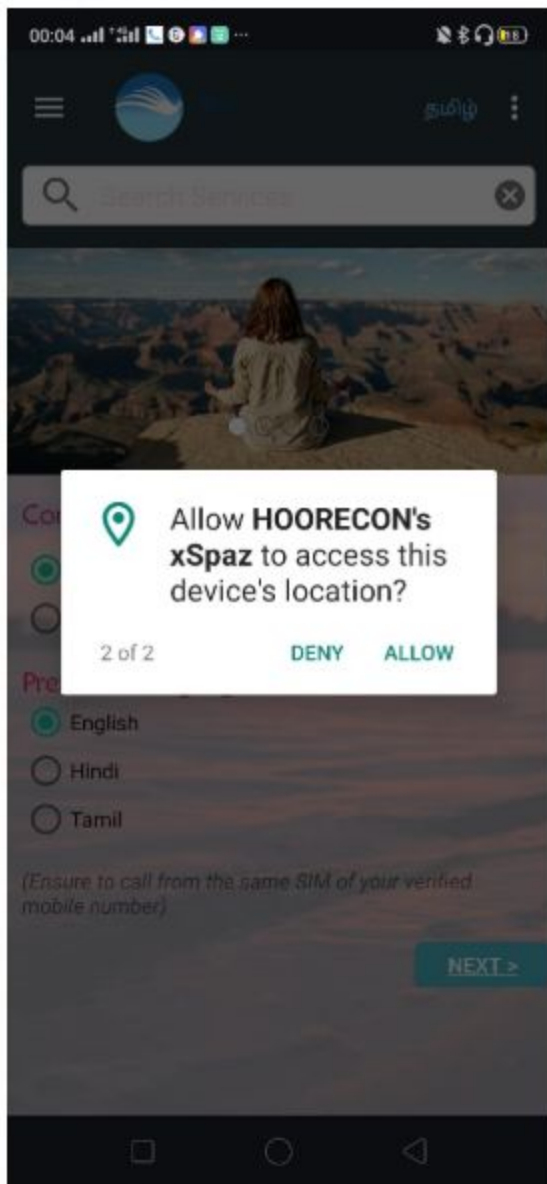 00:04
18
தமிழ்
Search Services
Allow HOORECON's
xSpaz to access this
device's location?
2 of 2
DENY
ALLOW
English
Hindi
Tamil
(Ensure to call from the same SIM of your verified
mobile number)
NEXT >